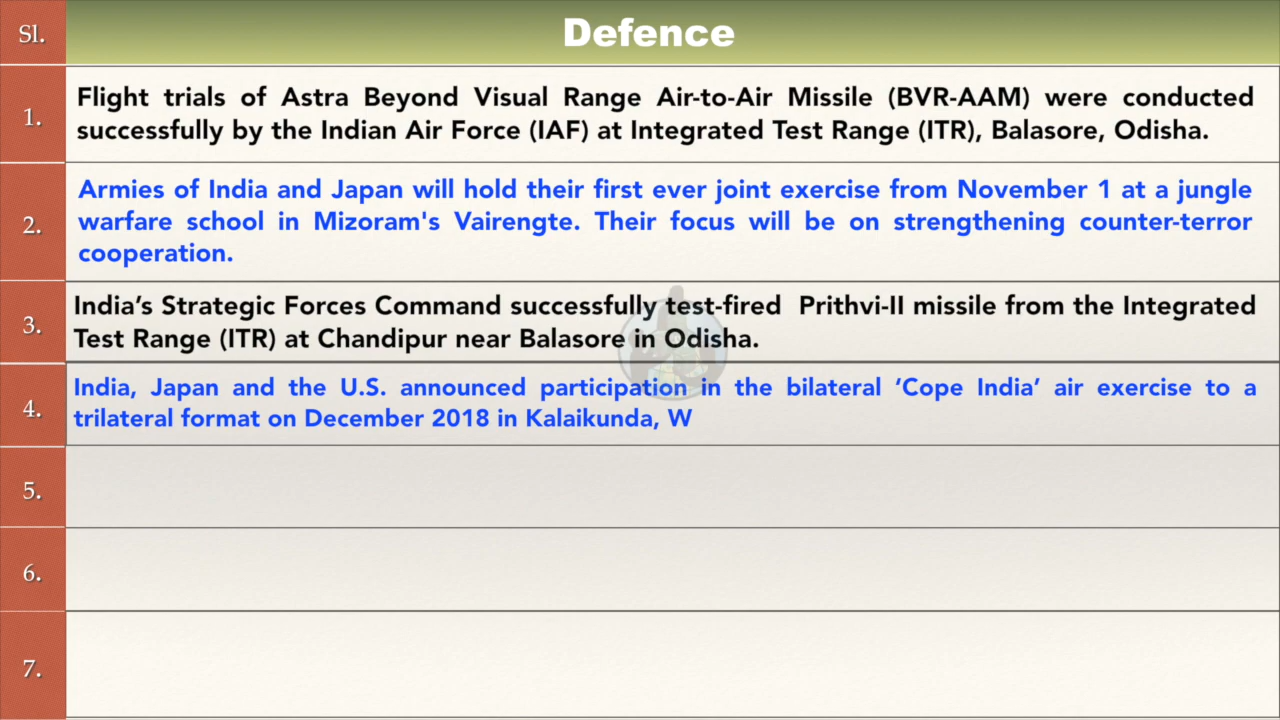 Sl.
Defence
1.
Flight trials of Astra Beyond Visual Range Air-to-Air Missile (BVR-AAM) were conducted
successfully by the Indian Air Force (IAF) at Integrated Test Range (ITR), Balasore, Odisha.
2.
Armies of India and Japan will hold their first ever joint exercise from November 1 at a jungle
warfare school in Mizoram's Vairengte. Their focus will be on strengthening counter-terror
cooperation.
3.
India’s Strategic Forces Command successfully test-fired Prithvi-II missile from the Integrated
Test Range (ITR) at Chandipur near Balasore in Odisha.
4.
India, Japan and the U.S. announced participation in the bilateral ‘Cope India’ air exercise to a
trilateral format on December 2018 in Kalaikunda, W
5.
6.
7.